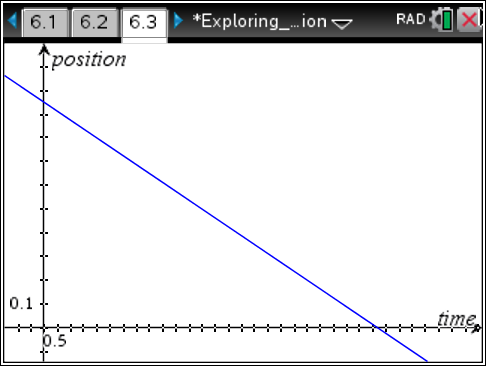 6.1 6.2 6.3 *Exploring_...ion RAD
position
0.1
time
0.5